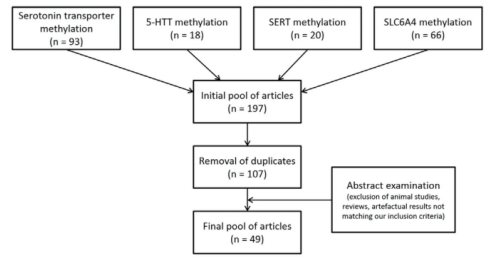 Serotonin transporter
methylation
(n = 93)
5-HTT methylation
(n = 18)
SERT methylation
(n = 20)
SLC6A4 methylation
(n = 66)
Initial pool of articles
(n = 197)
Removal of duplicates
(n = 107)
Abstract examination
(exclusion of animal studies,
reviews, artefactual results not
matching our inclusion criteria)
Final pool of articles
(n = 49)